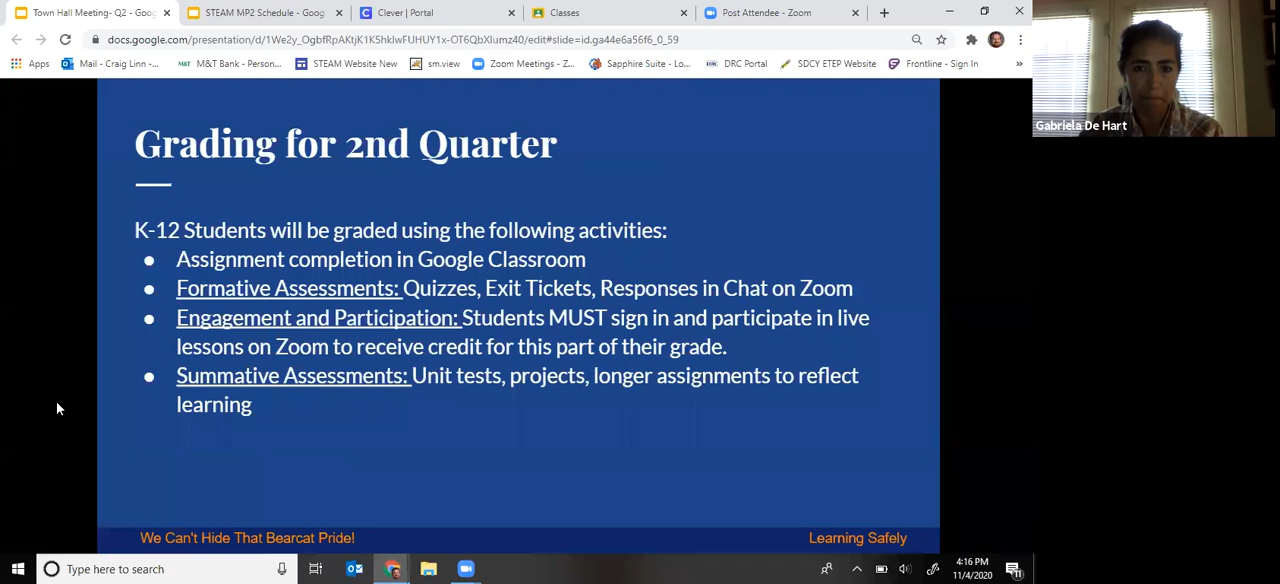 Town Hall Meeting- Q2 - Goog
STEAM MP2 Schedule - Goog
Clever | Portal
Classes
Post Attendee - Zoom
docs.google.com/presentation/d/1We2y_OgbfRpAKtjK1K5hkIwFUHUY1x-OT6QbXIumz40/edit#slide=id.ga44e6a56f6_0_59
Apps
Mail - Craig Linn -...
M&T Bank - Person...
STEAM Website New
sm.view
Zoom Meetings - Z...
Sapphire Suite - Lo...
DRC Portal
SDCY ETEP Website
Frontline - Sign In
Gabriela De Hart
Grading for 2nd Quarter
K-12 Students will be graded using the following activities:
● Assignment completion in Google Classroom
● Formative Assessments: Quizzes, Exit Tickets, Responses in Chat on Zoom
● Engagement and Participation: Students MUST sign in and participate in live
lessons on Zoom to receive credit for this part of their grade.
● Summative Assessments: Unit tests, projects, longer assignments to reflect
learning
We Can't Hide That Bearcat Pride!
Learning Safely
Type here to search
4:16 PM
11/4/2020